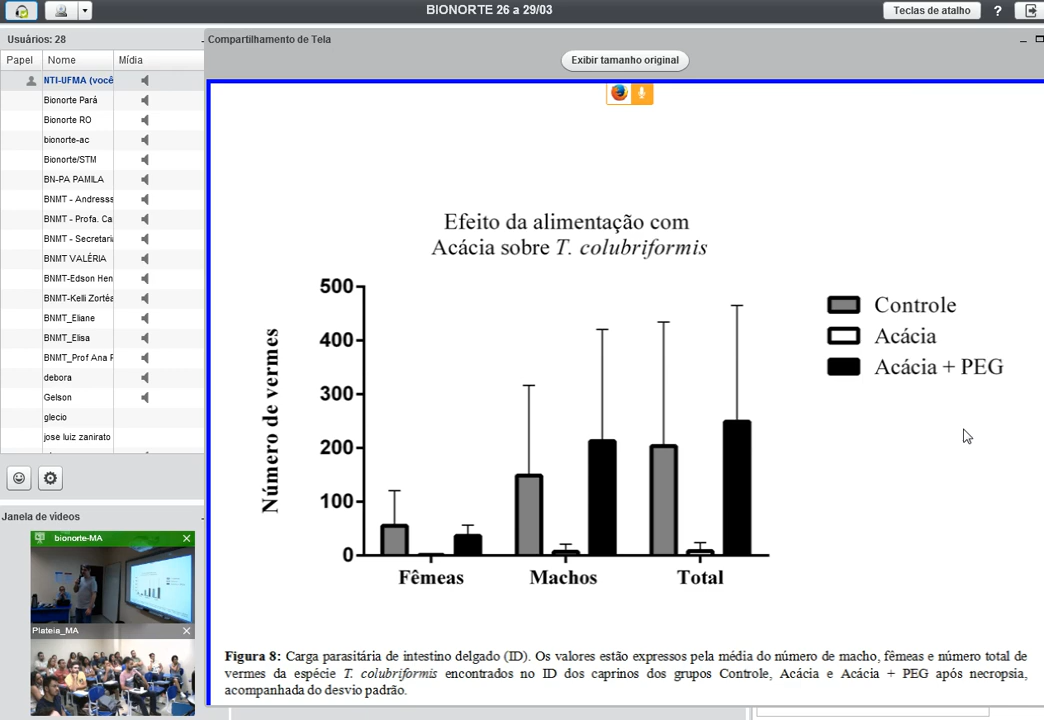 BIONORTE 26 a 29/03
Teclas de atalho
?
Usuários: 28
Compartilhamento de Tela
Papel Nome Mídia
Exibir tamanho original
NTI-UFMA (você
Bionorte Pará
Bionorte RO
bionorte-ac
Bionorte/STM
BN-PA PAMILA
BNMT - Andresss
BNMT - Profa. Ca
BNMT - Secretari
BNMT VALÉRIA
BNMT-Edson Hen
BNMT-Kelli Zortéa
BNMT_Eliane
BNMT_Elisa
BNMT_Prof Ana P
debora
Gelson
glecio
jose luiz zanirato
Janela de videos
bionorte-MA
Plateia_MA
Efeito da alimentação com
Acácia sobre T. colubriformis
Número de vermes
500
400
300
200
100
0
Fêmeas Machos Total
Controle
Acácia
Acácia + PEG
Figura 8: Carga parasitária de intestino delgado (ID). Os valores estão expressos pela média do número de macho, fêmeas e número total de
vermes da espécie T. colubriformis encontrados no ID dos caprinos dos grupos Controle, Acácia e Acácia + PEG após necropsia,
acompanhada do desvio padrão.